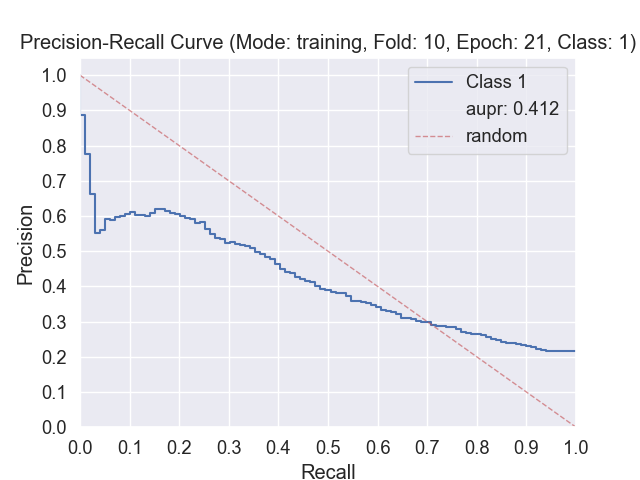 Precision-Recall Curve (Mode: training, Fold: 10, Epoch: 21, Class: 1)
1.0
0.9
0.8
0.7
0.6
0.5
0.4
0.3
0.2
0.1
0.0
Precision
Class 1
aupr: 0.412
random
0.0 0.1 0.2 0.3 0.4 0.5 0.6 0.7 0.8 0.9 1.0
Recall